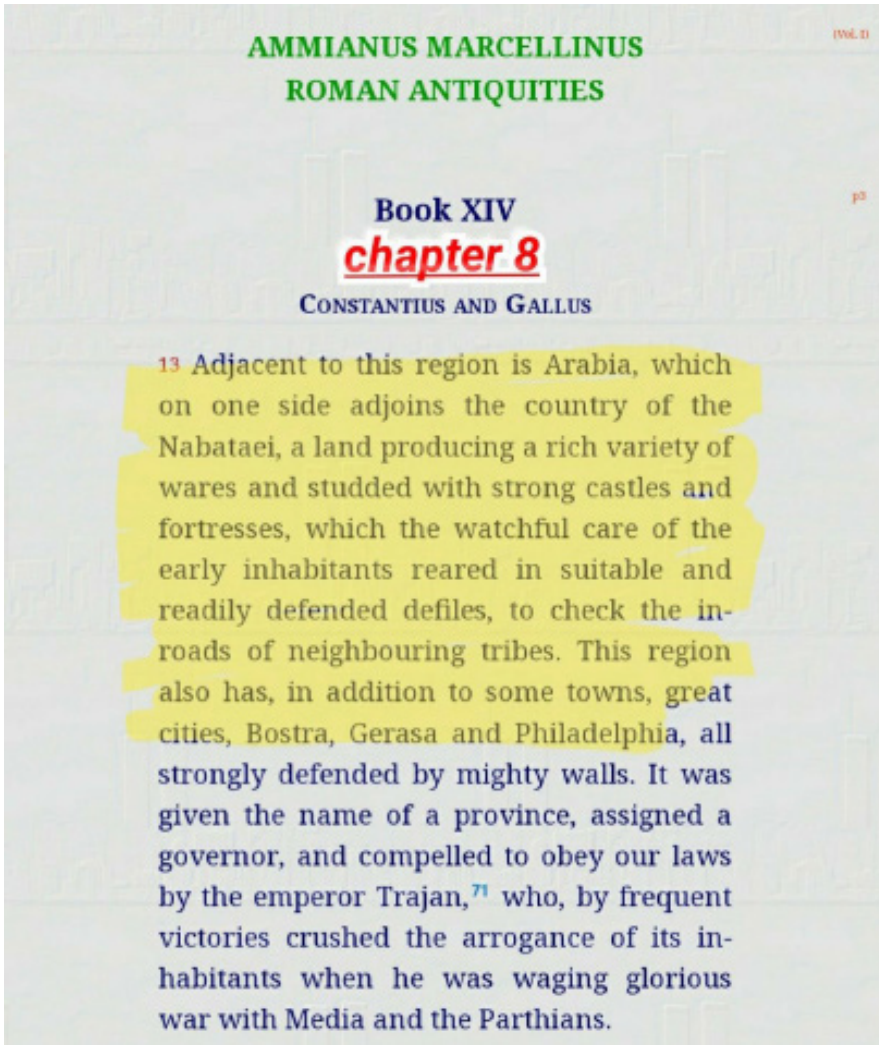 (Vol. I)
AMMIANUS MARCELLINUS
ROMAN ANTIQUITIES
p3
Book XIV
chapter 8
CONSTANTIUS AND GALLUS
13 Adjacent to this region is Arabia, which
on one side adjoins the country of the
Nabataei, a land producing a rich variety of
wares and studded with strong castles and
fortresses, which the watchful care of the
early inhabitants reared in suitable and
readily defended defiles, to check the in-
roads of neighbouring tribes. This region
also has, in addition to some towns, great
cities, Bostra, Gerasa and Philadelphia, all
strongly defended by mighty walls. It was
given the name of a province, assigned a
governor, and compelled to obey our laws
by the emperor Trajan,71 who, by frequent
victories crushed the arrogance of its in-
habitants when he was waging glorious
war with Media and the Parthians.